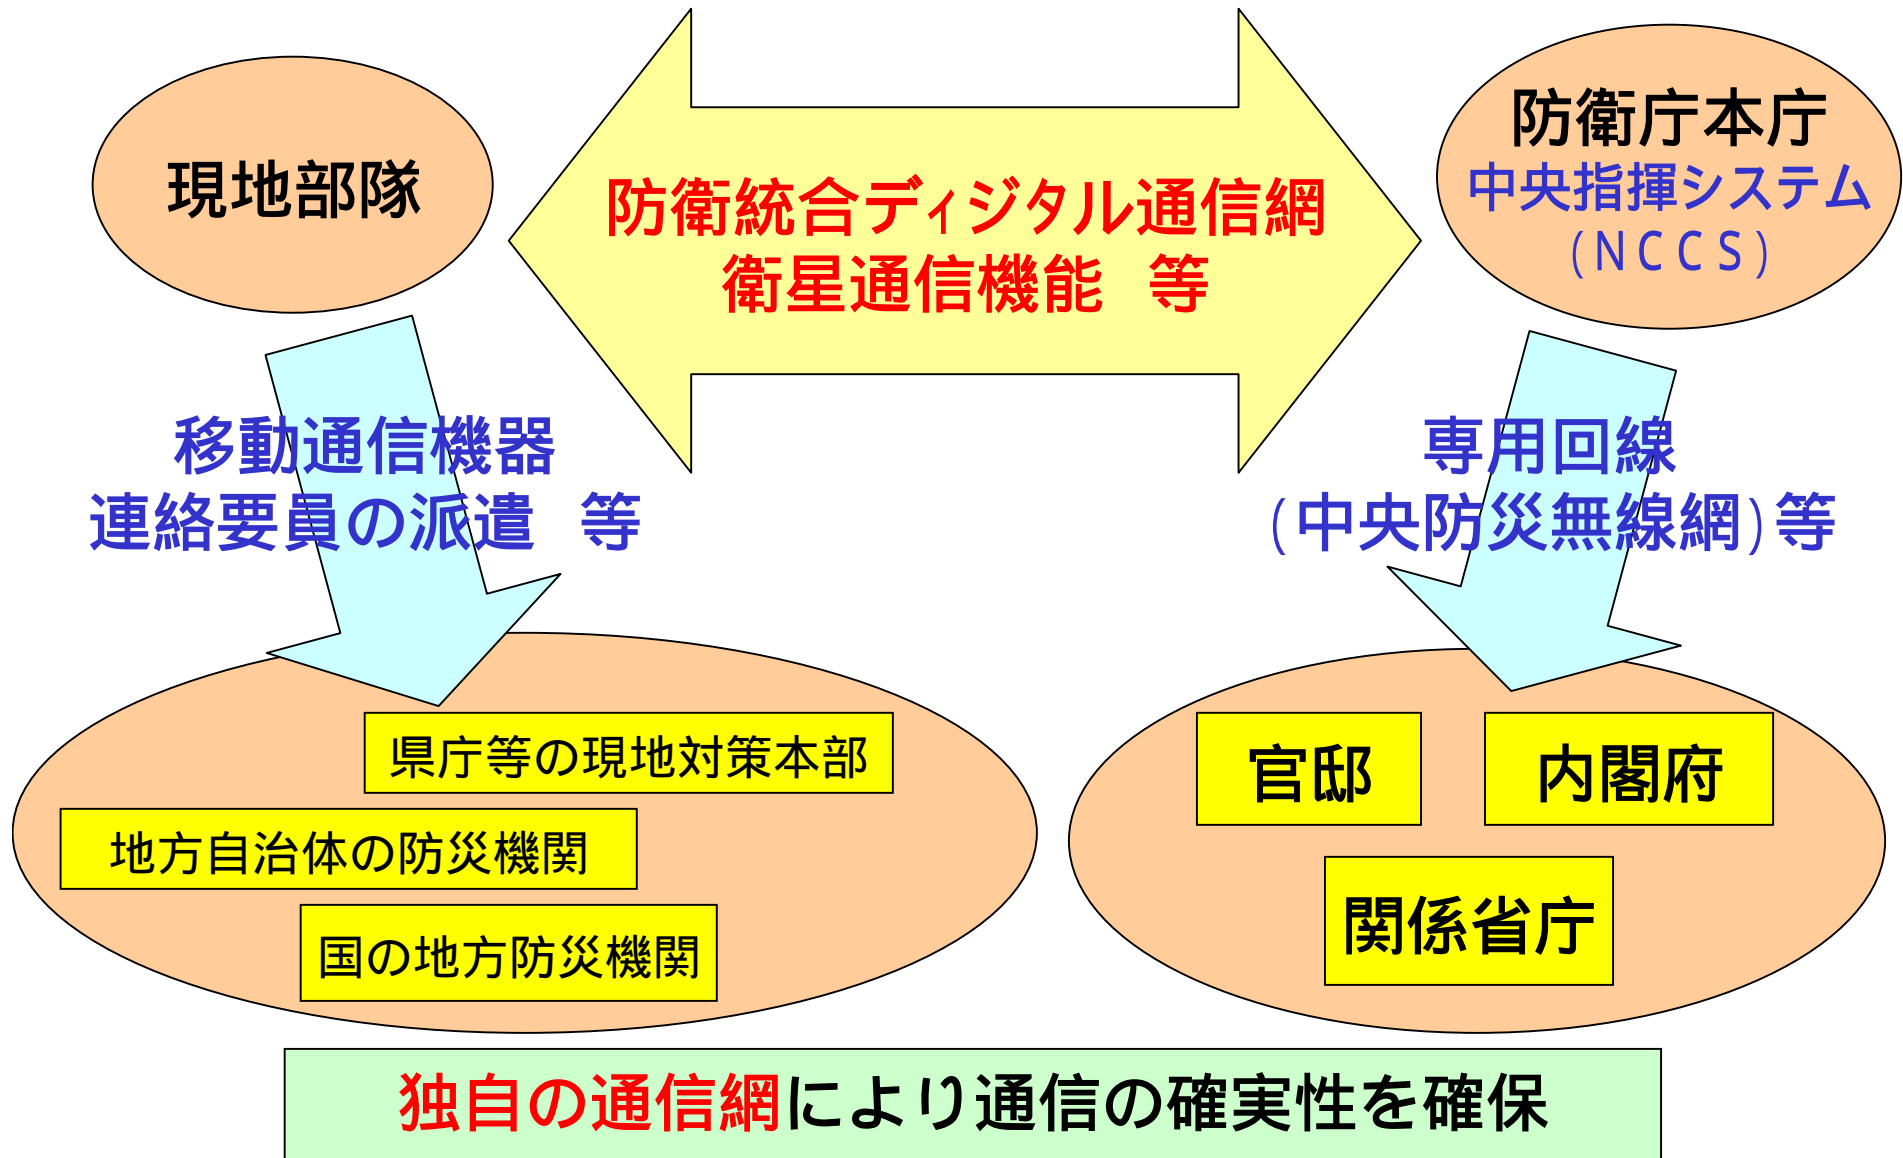 現地部隊
防衛統合ディジタル通信網
衛星通信機能　等
防衛庁本庁
中央指揮システム
（ＮＣＣＳ）
移動通信機器
連絡要員の派遣　等
専用回線
（中央防災無線網）等
県庁等の現地対策本部
地方自治体の防災機関
国の地方防災機関
官邸
内閣府
関係省庁
独自の通信網により通信の確実性を確保